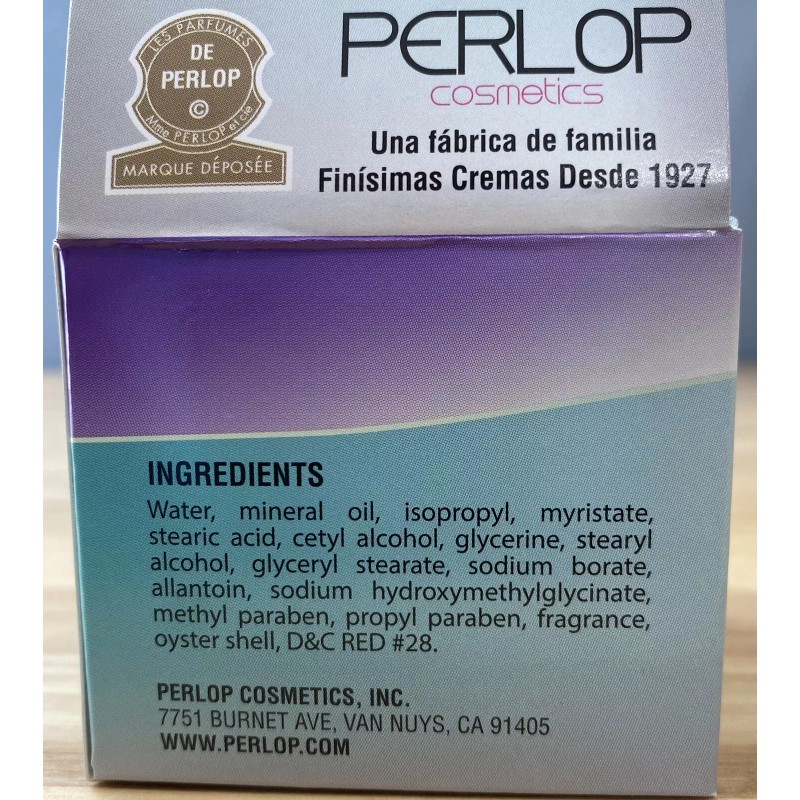 LES PARFUMES
DE
PERLOP
©
Mme PERLOP et cie
MARQUE DÉPOSÉE
PERLOP
cosmetics
Una fábrica de familia
Finísimas Cremas Desde 1927
INGREDIENTS
Water, mineral oil, isopropyl, myristate,
stearic acid, cetyl alcohol, glycerine, stearyl
alcohol, glyceryl stearate, sodium borate,
allantoin, sodium hydroxymethylglycinate,
methyl paraben, propyl paraben, fragrance,
oyster shell, D&C RED #28.
PERLOP COSMETICS, INC.
7751 BURNET AVE, VAN NUYS, CA 91405
WWW.PERLOP.COM